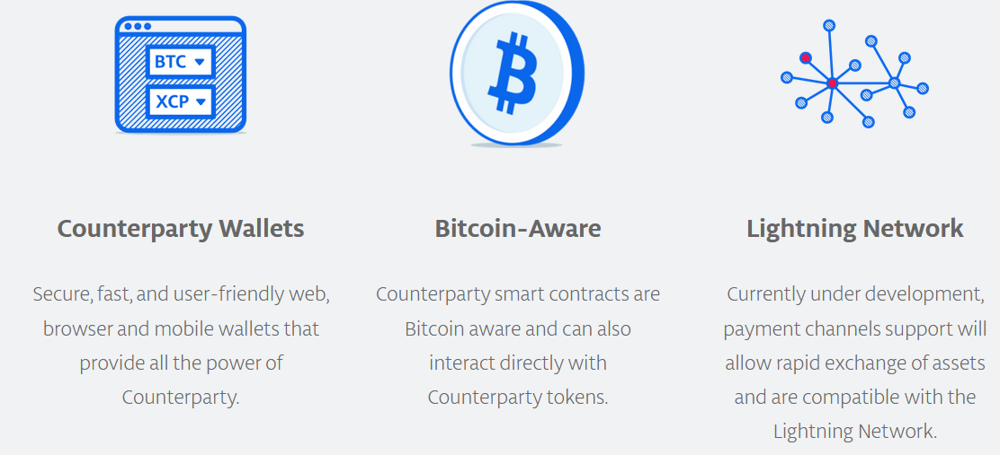 BTC
XCP
Counterparty Wallets
Secure, fast, and user-friendly web,
browser and mobile wallets that
provide all the power of
Counterparty.
Bitcoin-Aware
Counterparty smart contracts are
Bitcoin aware and can also
interact directly with
Counterparty tokens.
Lightning Network
Currently under development,
payment channels support will
allow rapid exchange of assets
and are compatible with the
Lightning Network.